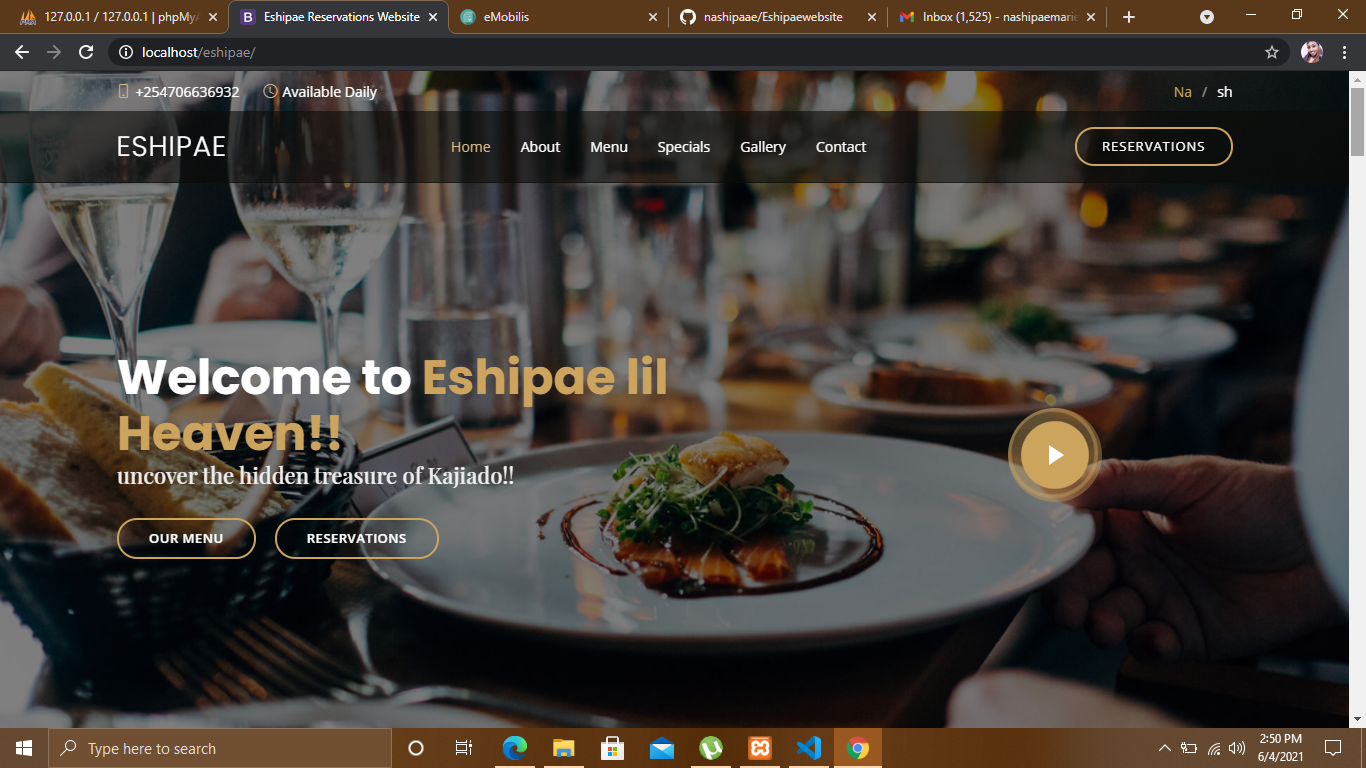 127.0.0.1 / 127.0.0.1 | phpMyA
Eshipae Reservations Website
eMobilis
nashipaae/Eshipaewebsite
Inbox (1,525) - nashipaemarie
localhost/eshipae/
+254706636932 Available Daily
Na / sh
ESHIPAE
Home About Menu Specials Gallery Contact
RESERVATIONS
Welcome to Eshipae lil
Heaven!!
uncover the hidden treasure of Kajiado!!
OUR MENU RESERVATIONS
Type here to search
2:50 PM
6/4/2021